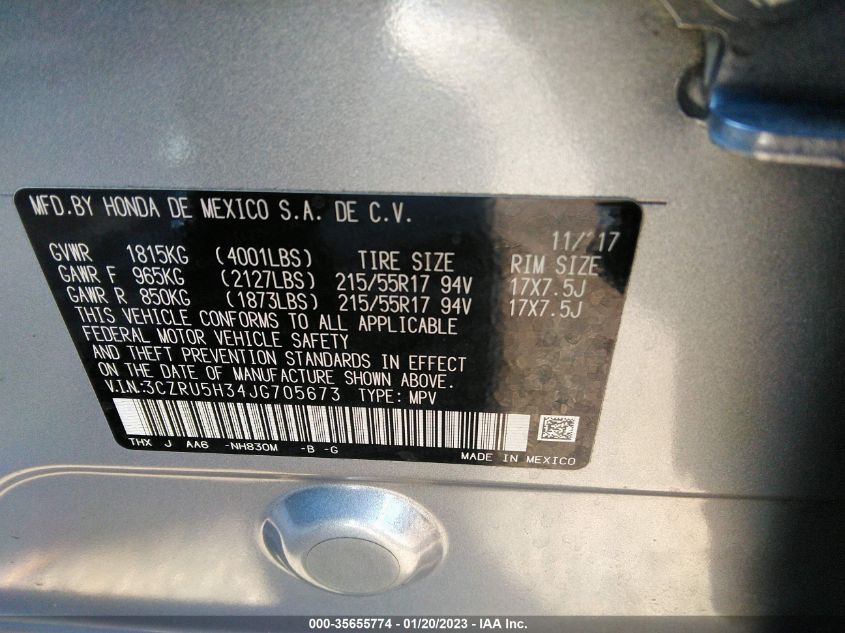 MFD.BY HONDA DE MEXICO S.A. DE C.V.
11/'17
GVWR 1815KG (4001LBS) TIRE SIZE RIM SIZE
GAWR F 965KG (2127LBS) 215/55R17 94V 17X7.5J
GAWR R 850KG (1873LBS) 215/55R17 94V 17X7.5J
THIS VEHICLE CONFORMS TO ALL APPLICABLE
FEDERAL MOTOR VEHICLE SAFETY
AND THEFT PREVENTION STANDARDS IN EFFECT
ON THE DATE OF MANUFACTURE SHOWN ABOVE.
V.I.N.:3CZRU5H34JG705673 TYPE: MPV
THX J AA6 -NH830M -B -G
MADE IN MEXICO
000-35655774 — 01/20/2023 — IAA Inc.